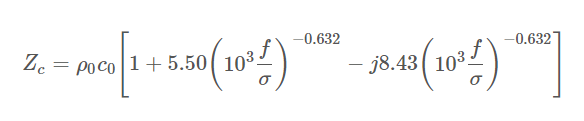 Z_c = ρ_0 c_0 [ 1 + 5.50 ( 10^3 f/σ )^{-0.632} − j8.43 ( 10^3 f/σ )^{-0.632} ]